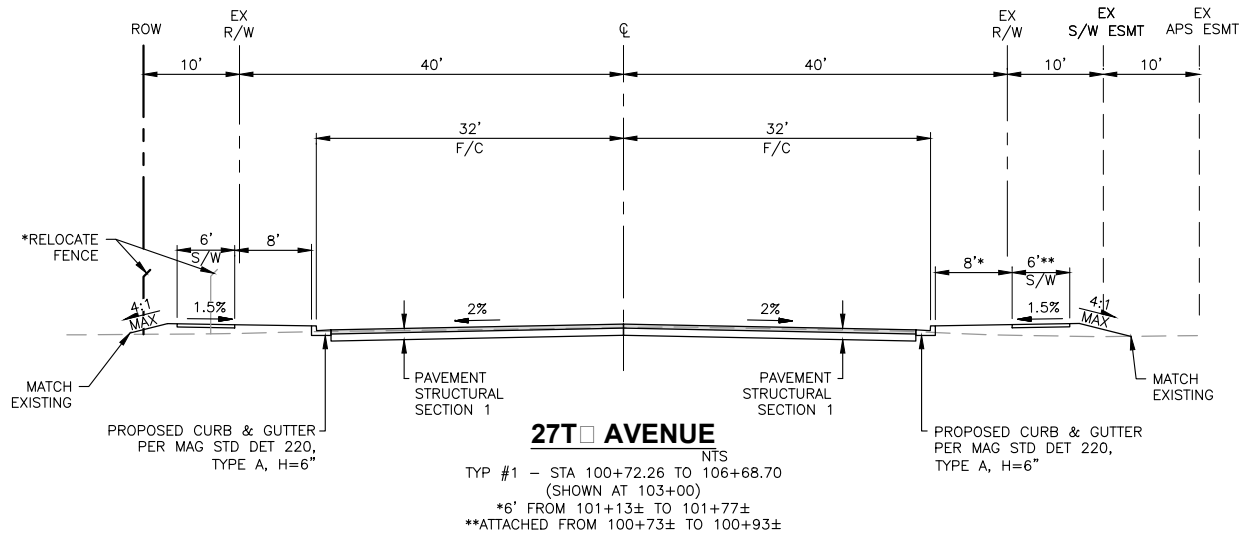 ROW
EX
R/W
℄
EX
R/W
EX
S/W ESMT
EX
APS ESMT
10'
40'
40'
10'
10'
32'
F/C
32'
F/C
*RELOCATE
FENCE
6'
S/W
8'
8'*
6'**
S/W
4:1
MAX
1.5%
2%
2%
1.5%
4:1
MAX
MATCH
EXISTING
PAVEMENT
STRUCTURAL
SECTION 1
PAVEMENT
STRUCTURAL
SECTION 1
MATCH
EXISTING
PROPOSED CURB & GUTTER
PER MAG STD DET 220,
TYPE A, H=6"
PROPOSED CURB & GUTTER
PER MAG STD DET 220,
TYPE A, H=6"
27T□ AVENUE
NTS
TYP #1 – STA 100+72.26 TO 106+68.70
(SHOWN AT 103+00)
*6' FROM 101+13± TO 101+77±
**ATTACHED FROM 100+73± TO 100+93±